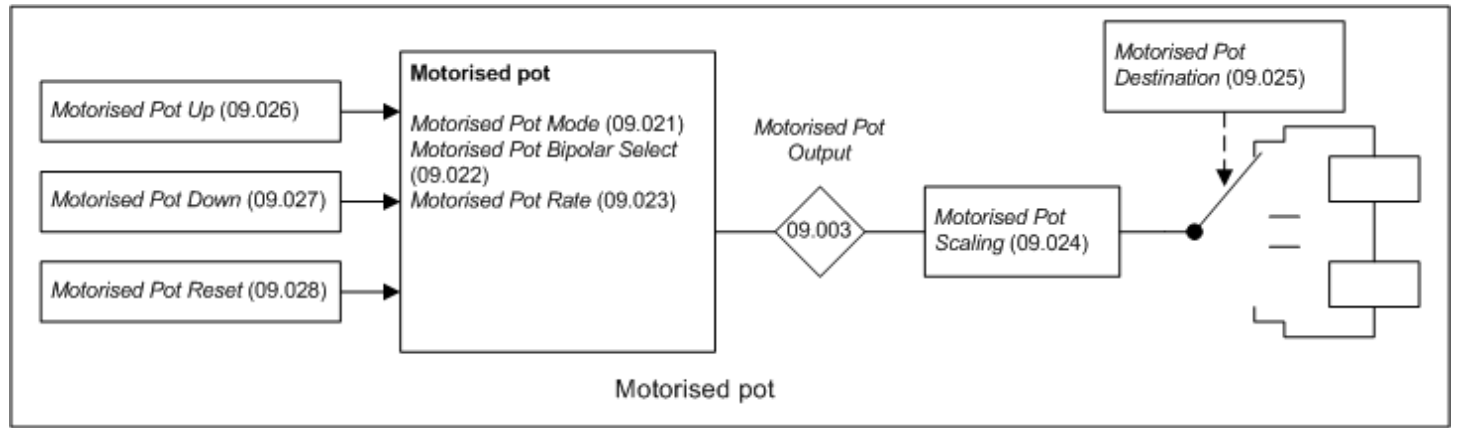 Motorised Pot Up (09.026)
Motorised Pot Down (09.027)
Motorised Pot Reset (09.028)
Motorised pot
Motorised Pot Mode (09.021)
Motorised Pot Bipolar Select
(09.022)
Motorised Pot Rate (09.023)
Motorised Pot
Output
09.003
Motorised Pot
Scaling (09.024)
Motorised Pot
Destination (09.025)
Motorised pot